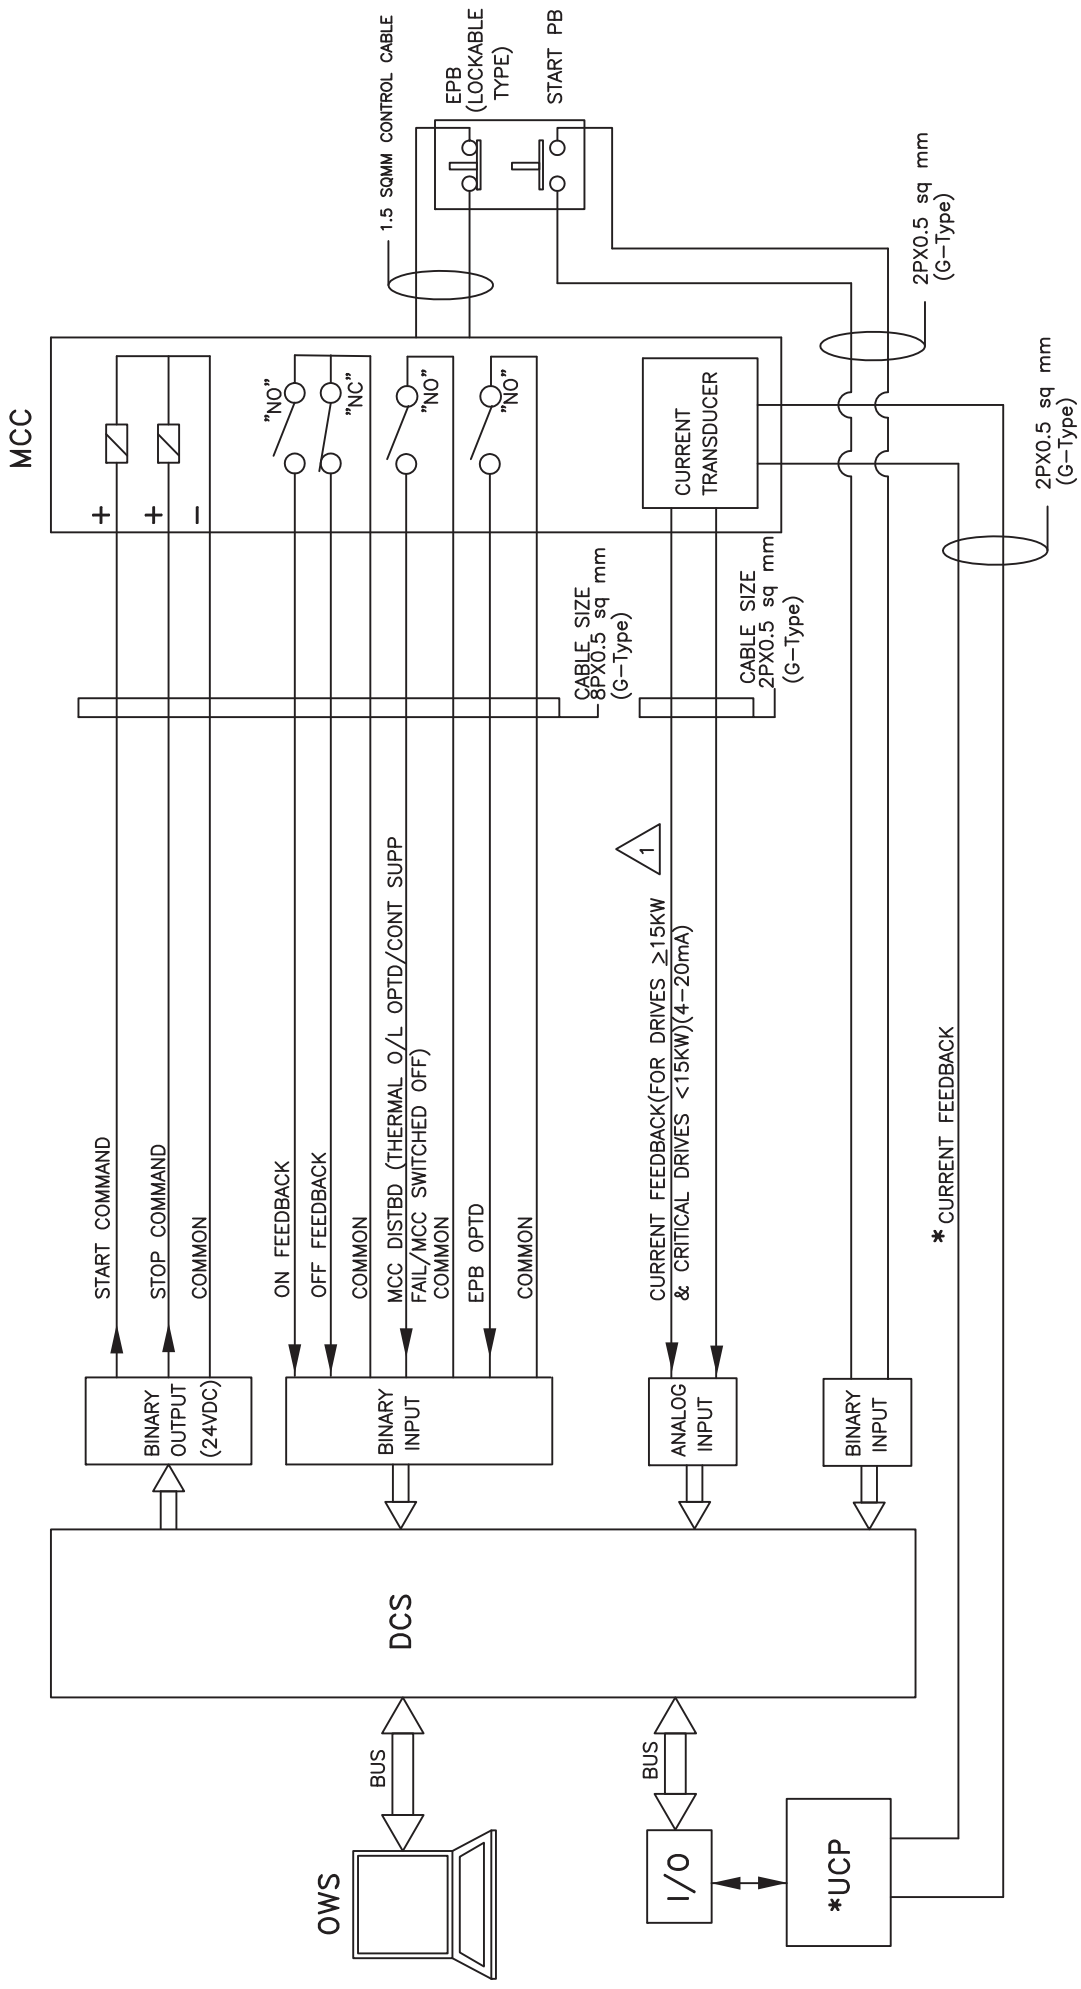 OWS
BUS
DCS
BUS
I/O
*UCP
BINARY
OUTPUT
(24VDC)
START COMMAND
STOP COMMAND
COMMON
BINARY
INPUT
ON FEEDBACK
OFF FEEDBACK
COMMON
MCC DISTBD (THERMAL O/L OPTD/CONT SUPP
FAIL/MCC SWITCHED OFF)
COMMON
EPB OPTD
COMMON
ANALOG
INPUT
CURRENT FEEDBACK(FOR DRIVES ≥15KW
& CRITICAL DRIVES <15KW)(4-20mA)
1
BINARY
INPUT
* CURRENT FEEDBACK
CABLE SIZE
8PX0.5 sq mm
(G-Type)
CABLE SIZE
2PX0.5 sq mm
(G-Type)
MCC
+
+
-
"NO"
"NC"
"NO"
"NO"
CURRENT
TRANSDUCER
1.5 SQMM CONTROL CABLE
EPB
(LOCKABLE
TYPE)
START PB
2PX0.5 sq mm
(G-Type)
2PX0.5 sq mm
(G-Type)